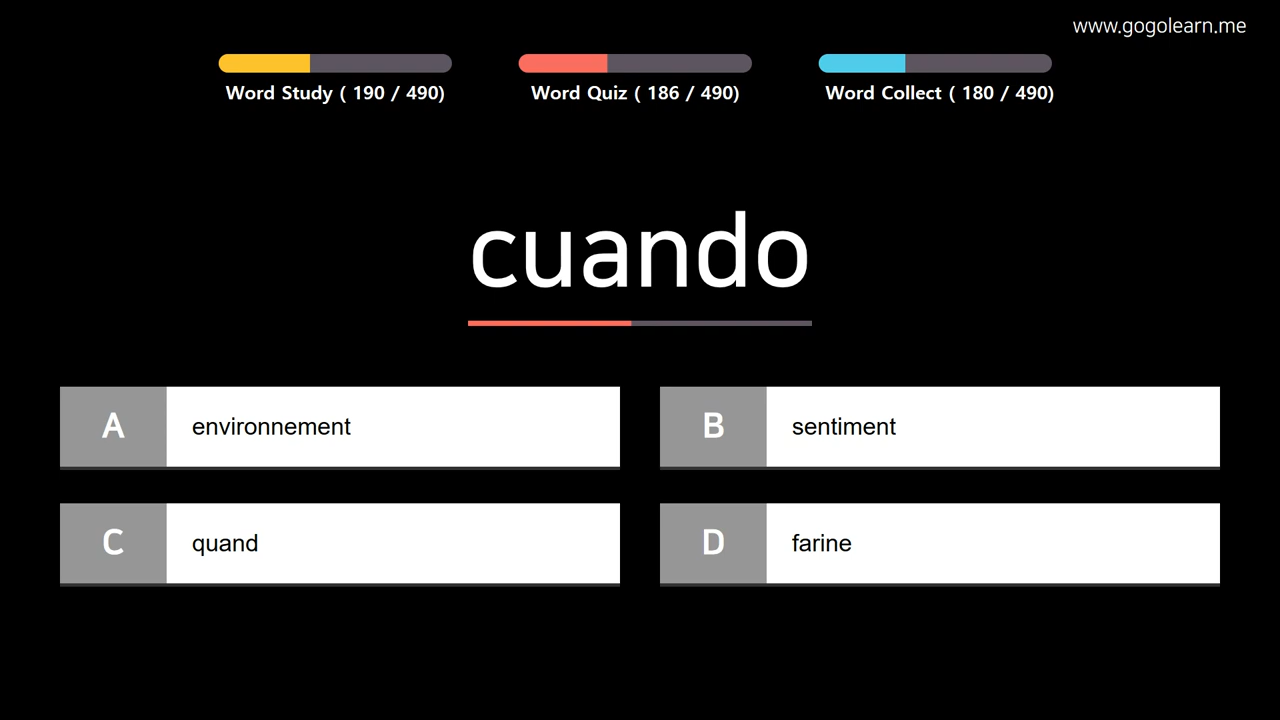 www.gogolearn.me
Word Study ( 190 / 490)
Word Quiz ( 186 / 490)
Word Collect ( 180 / 490)
cuando
A environnement
B sentiment
C quand
D farine